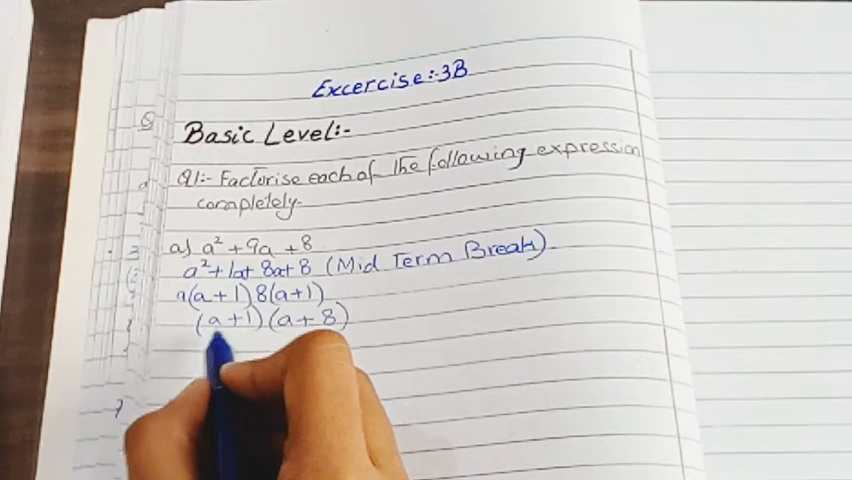 Excercise:-3B
Basic Level:-
Q1:- Factorise each of the following expression
completely-
a) a² + 9a + 8
a² + 1a + 8a + 8 (Mid Term Break)
a(a+1) 8(a+1)
(a+1)(a+8)